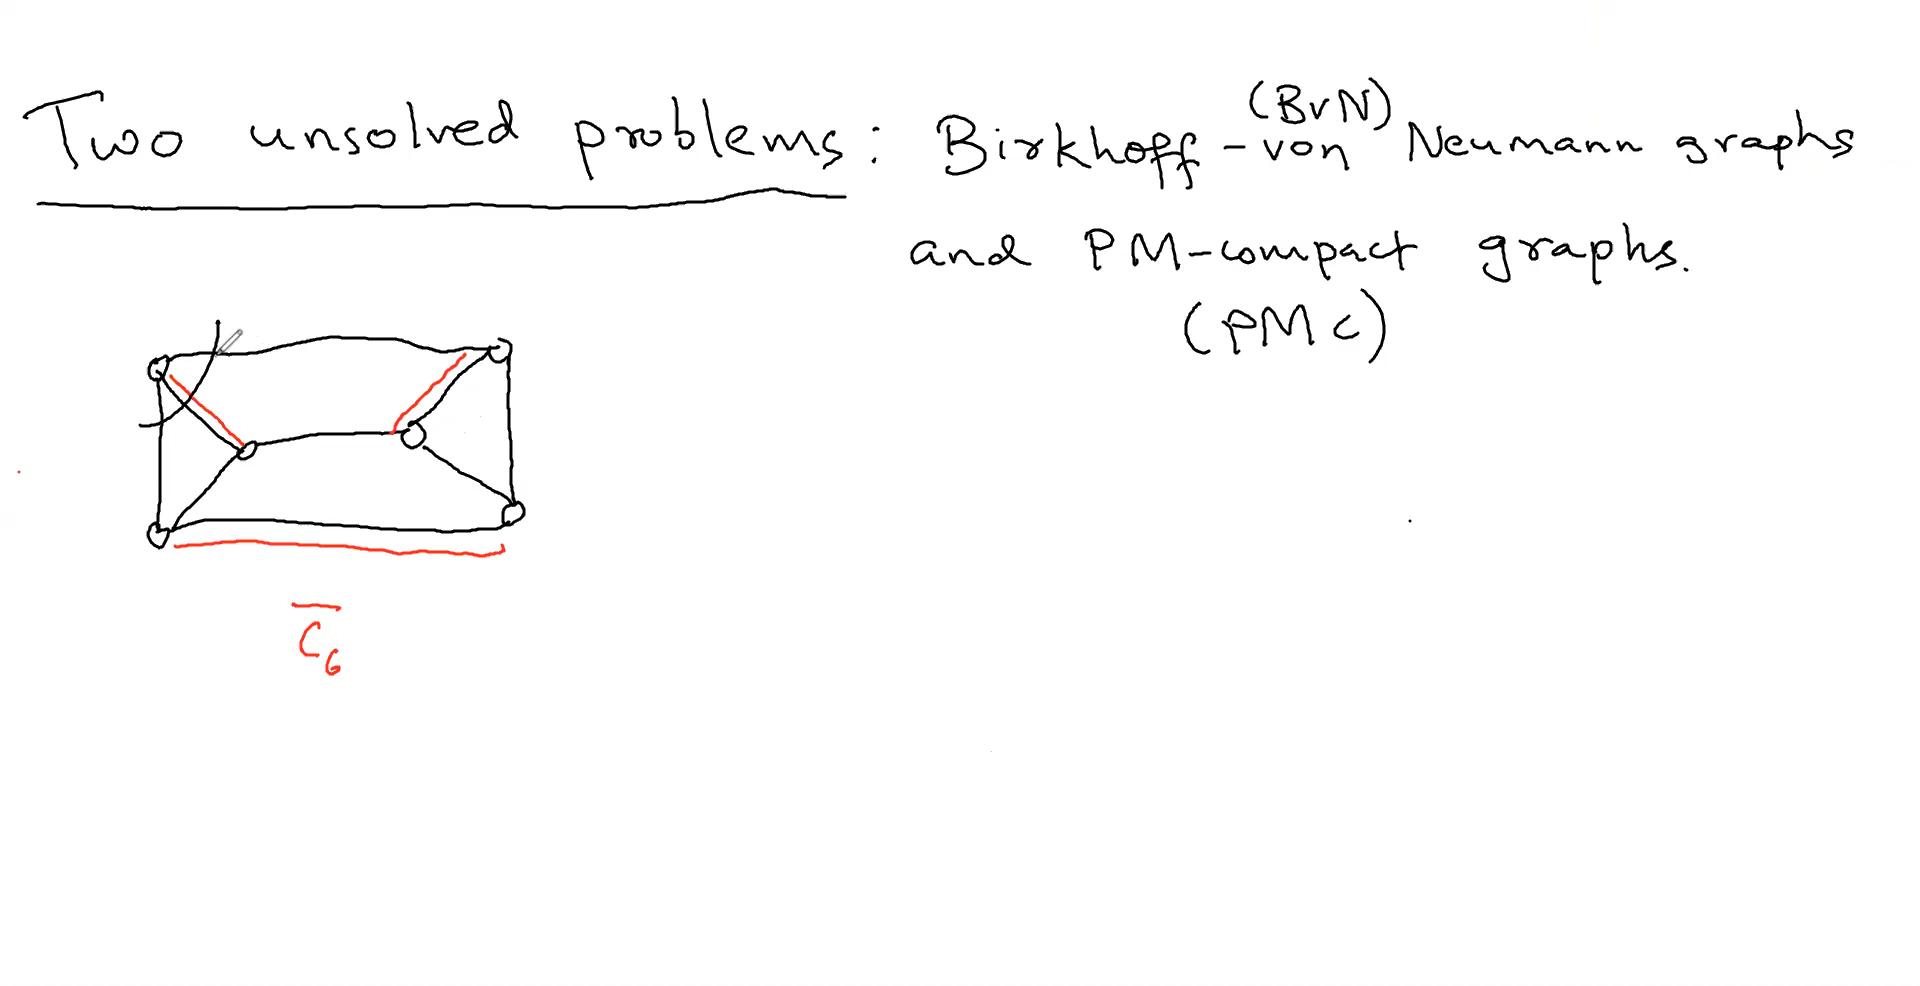 Two unsolved problems: Birkhoff-von Neumann graphs
(BvN)
and PM-compact graphs.
(PMc)
C̅₆